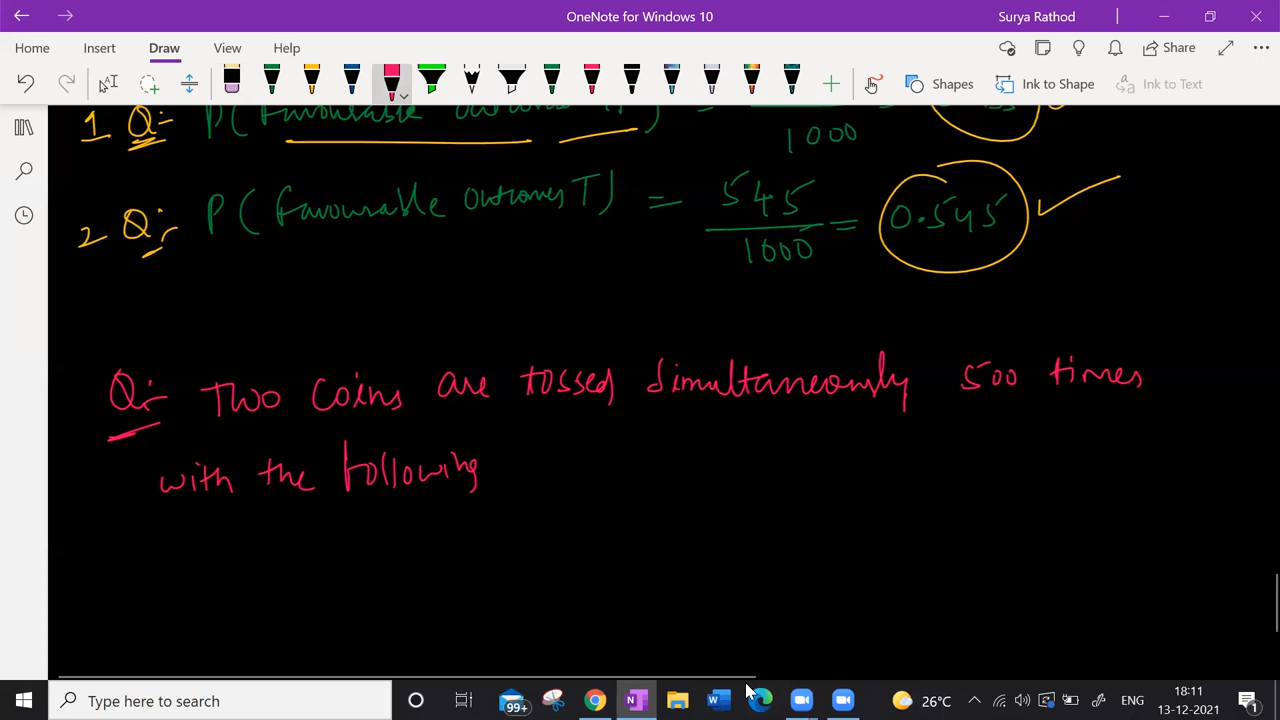 OneNote for Windows 10
Surya Rathod
Home Insert Draw View Help
Share
Shapes Ink to Shape Ink to Text
1 Q:- P(Favourable =
1000
2 Q:- P(Favourable Outcomes T) = 545/1000 = 0.545
Q:- Two Coins are tossed simultaneously 500 times
with the following
Type here to search
99+
26°C
ENG
18:11
13-12-2021
1